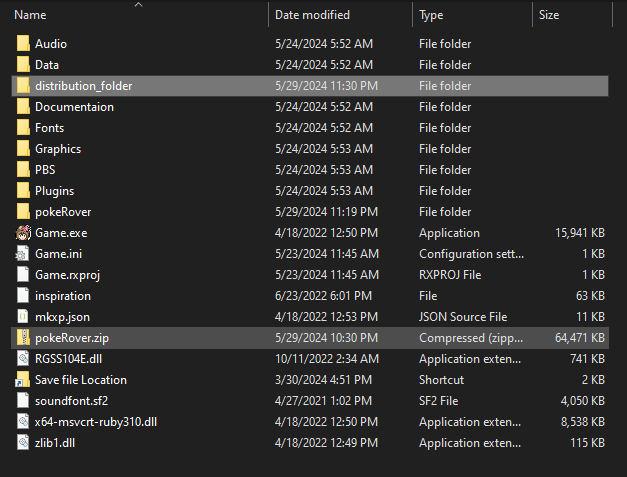 Name Date modified Type Size
Audio 5/24/2024 5:52 AM File folder
Data 5/24/2024 5:52 AM File folder
distribution_folder 5/29/2024 11:30 PM File folder
Documentaion 5/24/2024 5:52 AM File folder
Fonts 5/24/2024 5:52 AM File folder
Graphics 5/24/2024 5:53 AM File folder
PBS 5/24/2024 5:53 AM File folder
Plugins 5/24/2024 5:53 AM File folder
pokeRover 5/29/2024 11:19 PM File folder
Game.exe 4/18/2022 12:50 PM Application 15,941 KB
Game.ini 5/23/2024 11:45 AM Configuration sett... 1 KB
Game.rxproj 5/23/2024 11:45 AM RXPROJ File 1 KB
inspiration 6/23/2022 6:01 PM File 63 KB
mkxp.json 4/18/2022 12:53 PM JSON Source File 11 KB
pokeRover.zip 5/29/2024 10:30 PM Compressed (zipp... 64,471 KB
RGSS104E.dll 10/11/2022 2:34 AM Application exten... 741 KB
Save file Location 3/30/2024 4:51 PM Shortcut 2 KB
soundfont.sf2 4/27/2021 1:02 PM SF2 File 4,050 KB
x64-msvcrt-ruby310.dll 4/18/2022 12:50 PM Application exten... 8,538 KB
zlib1.dll 4/18/2022 12:49 PM Application exten... 115 KB